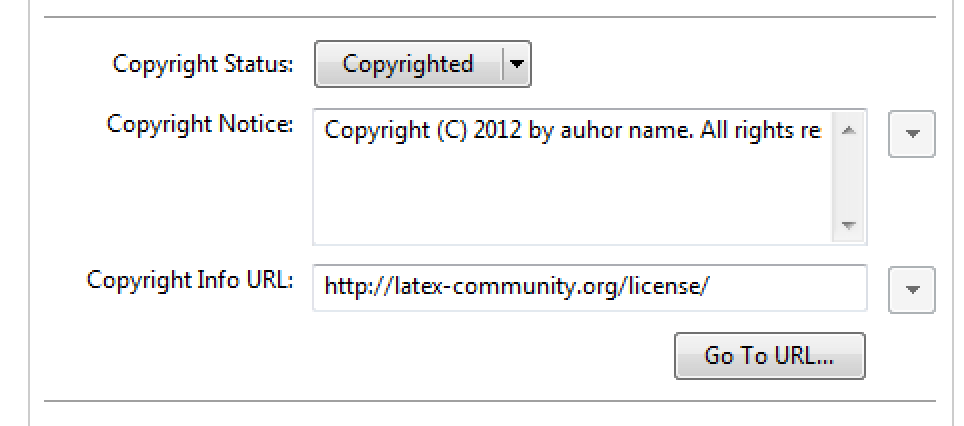 Copyright Status: Copyrighted
Copyright Notice: Copyright (C) 2012 by auhor name. All rights re
Copyright Info URL: http://latex-community.org/license/
Go To URL...